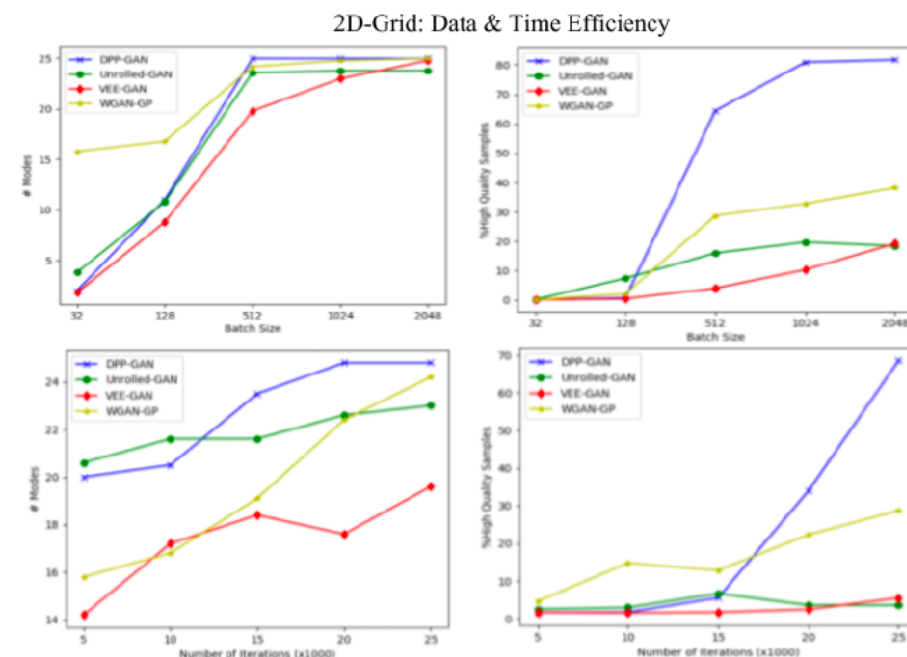 2D-Grid: Data & Time Efficiency
DPP-GAN
Unrolled-GAN
VEE-GAN
WGAN-GP
25
20
15
10
5
# Modes
32 128 512 1024 2048
Batch Size
DPP-GAN
Unrolled-GAN
VEE-GAN
WGAN-GP
80
70
60
50
40
30
20
10
0
%High Quality Samples
32 128 512 1024 2048
Batch Size
DPP-GAN
Unrolled-GAN
VEE-GAN
WGAN-GP
24
22
20
18
16
14
# Modes
5 10 15 20 25
Number of Iterations (x1000)
DPP-GAN
Unrolled-GAN
VEE-GAN
WGAN-GP
70
60
50
40
30
20
10
0
%High Quality Samples
5 10 15 20 25
Number of Iterations (x1000)